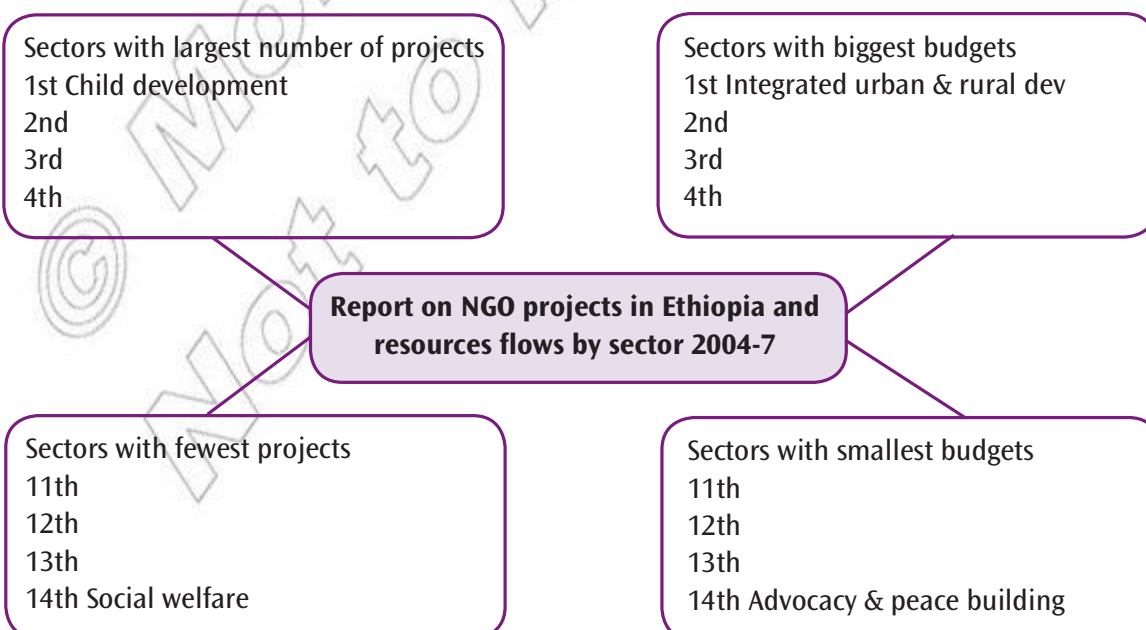 Sectors with largest number of projects
1st Child development
2nd
3rd
4th
Sectors with biggest budgets
1st Integrated urban & rural dev
2nd
3rd
4th
Report on NGO projects in Ethiopia and
resources flows by sector 2004-7
Sectors with fewest projects
11th
12th
13th
14th Social welfare
Sectors with smallest budgets
11th
12th
13th
14th Advocacy & peace building
© Mo
Not to